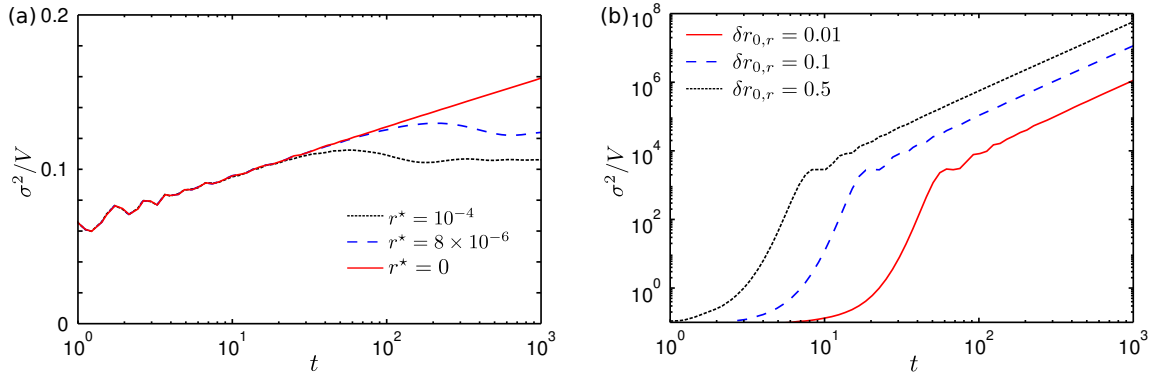 (a)
0.2
0.1
0
σ²/V
10⁰
10¹
10²
10³
t
r⋆ = 10⁻⁴
r⋆ = 8 × 10⁻⁶
r⋆ = 0
(b)
10⁸
10⁶
10⁴
10²
10⁰
σ²/V
10⁰
10¹
10²
10³
t
δr₀,ᵣ = 0.01
δr₀,ᵣ = 0.1
δr₀,ᵣ = 0.5